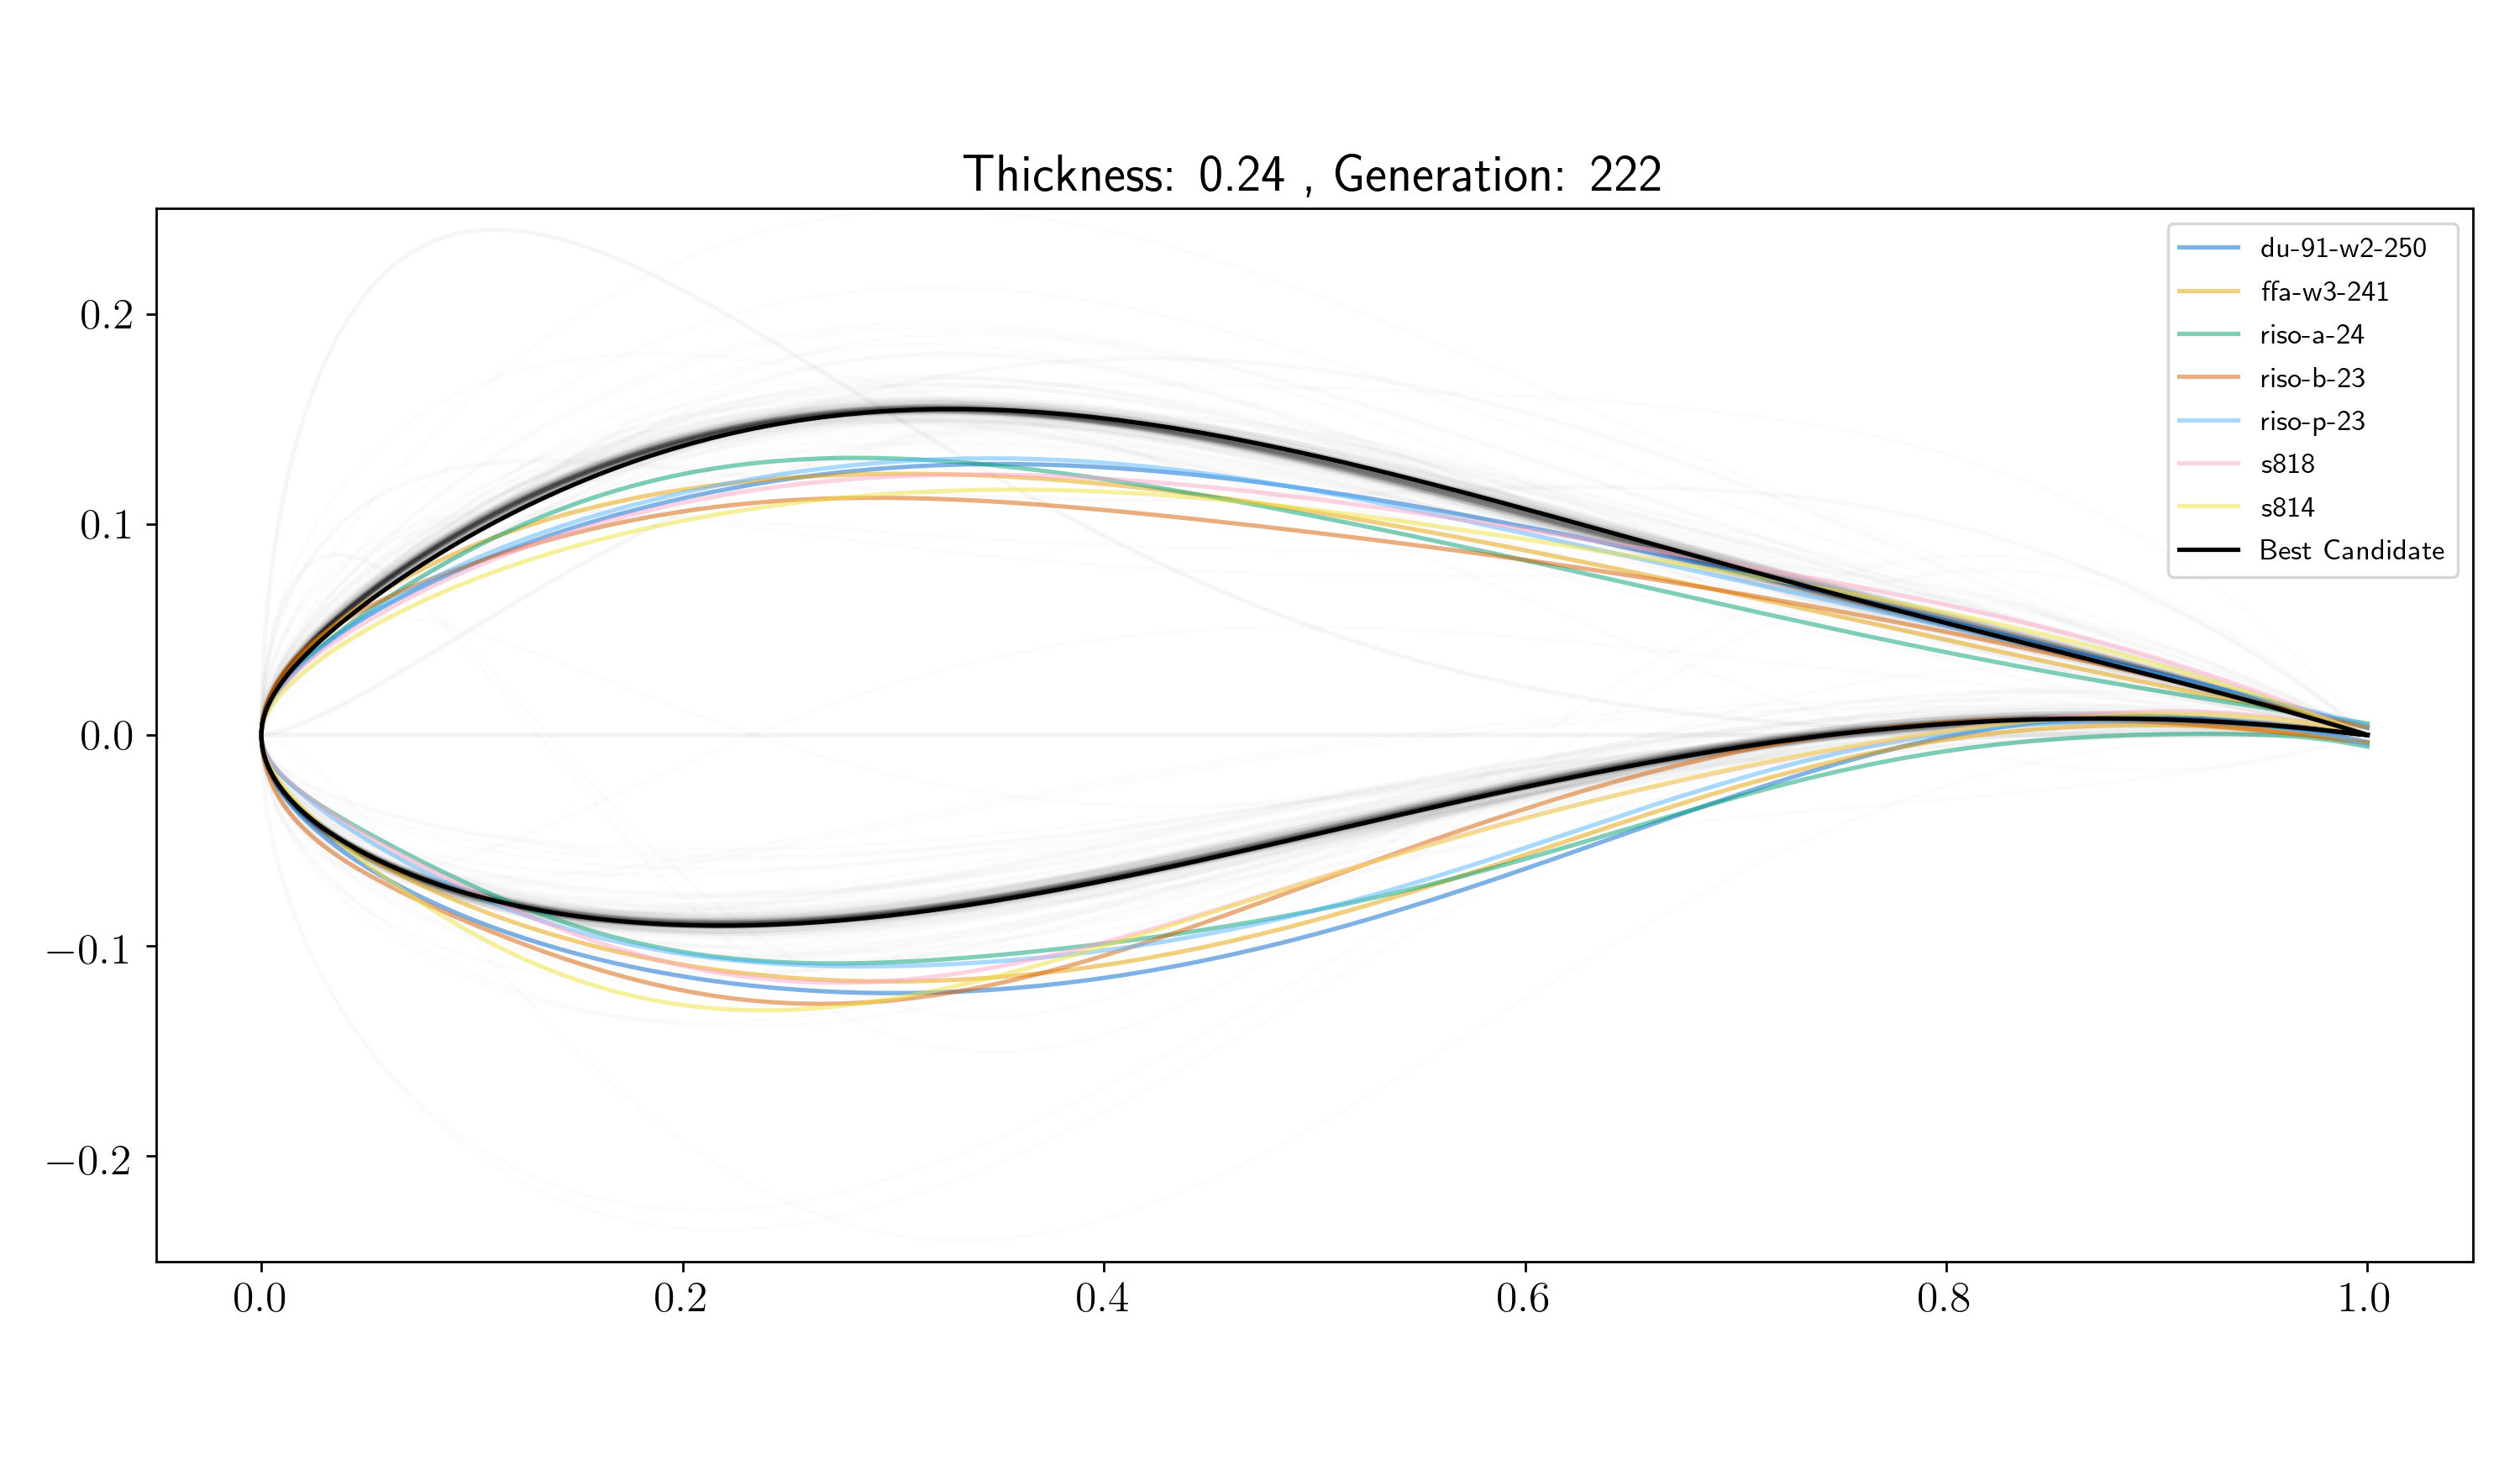 Thickness: 0.24 , Generation: 222
du-91-w2-250
ffa-w3-241
riso-a-24
riso-b-23
riso-p-23
s818
s814
Best Candidate
0.2
0.1
0.0
−0.1
−0.2
0.0 0.2 0.4 0.6 0.8 1.0